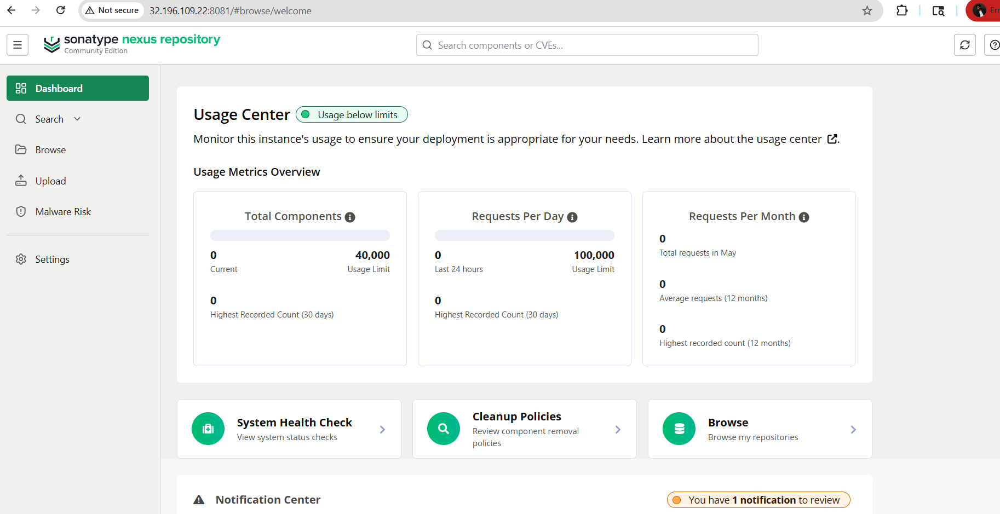 Not secure 32.196.109.22:8081/#browse/welcome
sonatype nexus repository
Community Edition
Search components or CVEs...
Dashboard
Search
Browse
Upload
Malware Risk
Settings
Usage Center Usage below limits
Monitor this instance's usage to ensure your deployment is appropriate for your needs. Learn more about the usage center .
Usage Metrics Overview
Total Components
0 40,000
Current Usage Limit
0
Highest Recorded Count (30 days)
Requests Per Day
0 100,000
Last 24 hours Usage Limit
0
Highest Recorded Count (30 days)
Requests Per Month
0
Total requests in May
0
Average requests (12 months)
0
Highest recorded count (12 months)
System Health Check
View system status checks
Cleanup Policies
Review component removal
policies
Browse
Browse my repositories
Notification Center
You have 1 notification to review